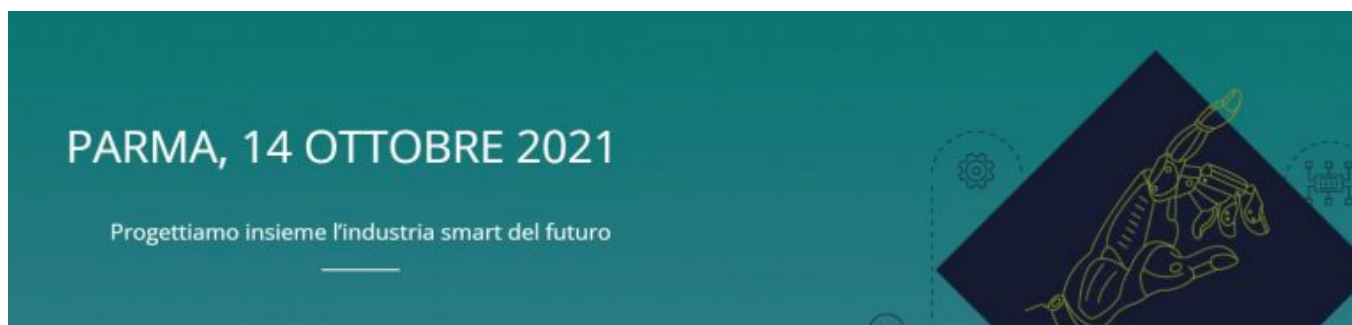 PARMA, 14 OTTOBRE 2021
Progettiamo insieme l'industria smart del futuro